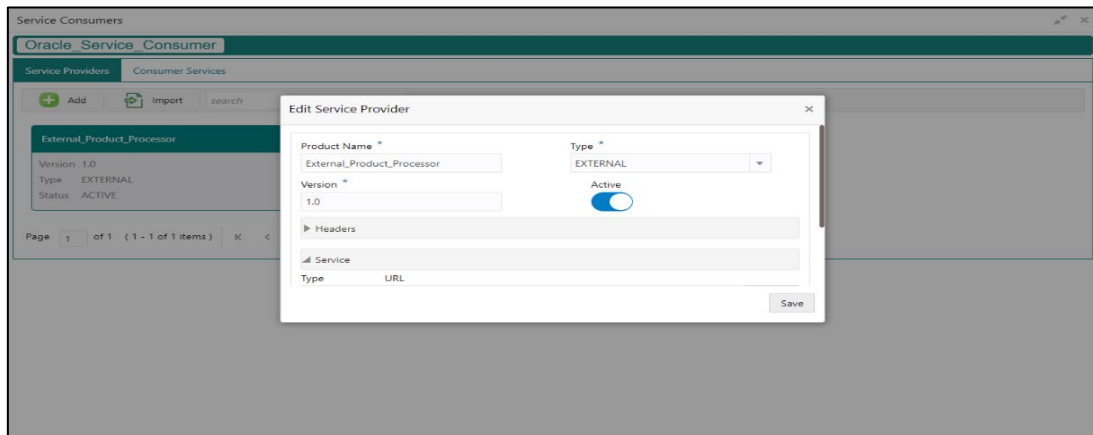 Service Consumers
Oracle_Service_Consumer
Service Providers Consumer Services
Add Import search
External_Product_Processor
Version 1.0
Type EXTERNAL
Status ACTIVE
Page 1 of 1 (1 - 1 of 1 items)
Edit Service Provider
Product Name * Type *
External_Product_Processor EXTERNAL
Version * Active
1.0
Headers
Service
Type URL
Save